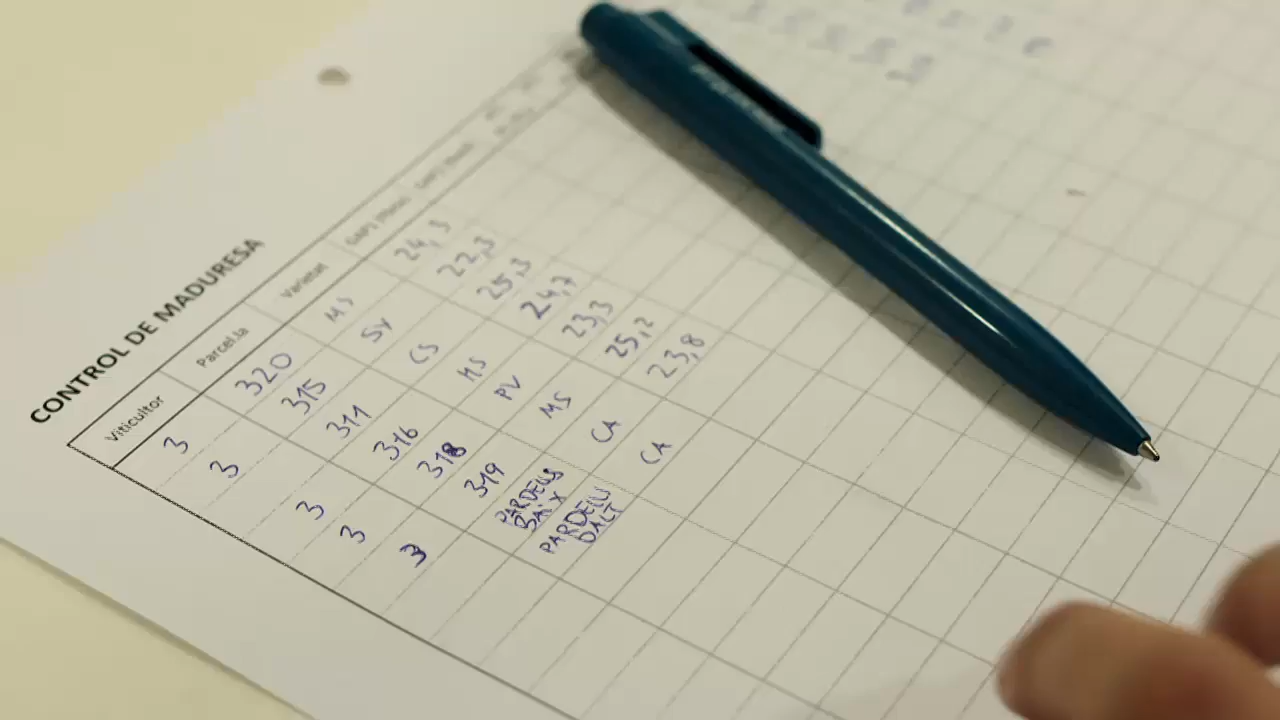 CONTROL DE MADURESA
Viticultor Parcel.la Varietat
3 320 MS 24,3
3 315 SY 22,3
311 CS 25,3
3 316 MS 24,7
3 318 PV 23,3
3 319 MS 25,2
PARDELLS BAIX CA 23,8
PARDELL DALT CA